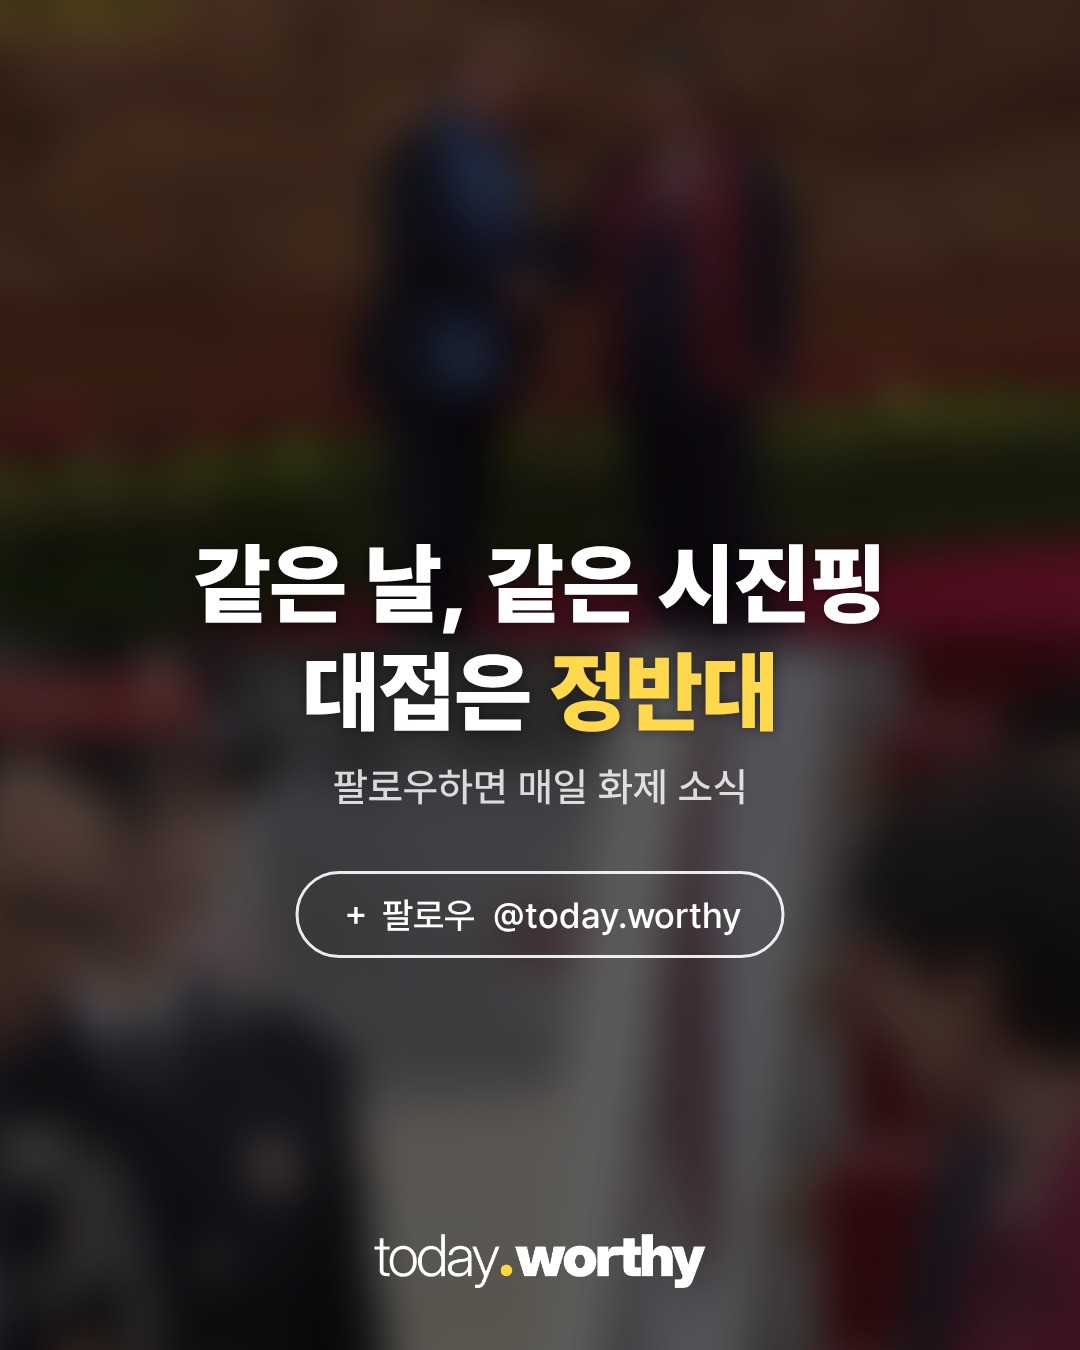 같은 날, 같은 시진핑
대접은 정반대
팔로우하면 매일 화제 소식
+ 팔로우 @today.worthy
today.worthy